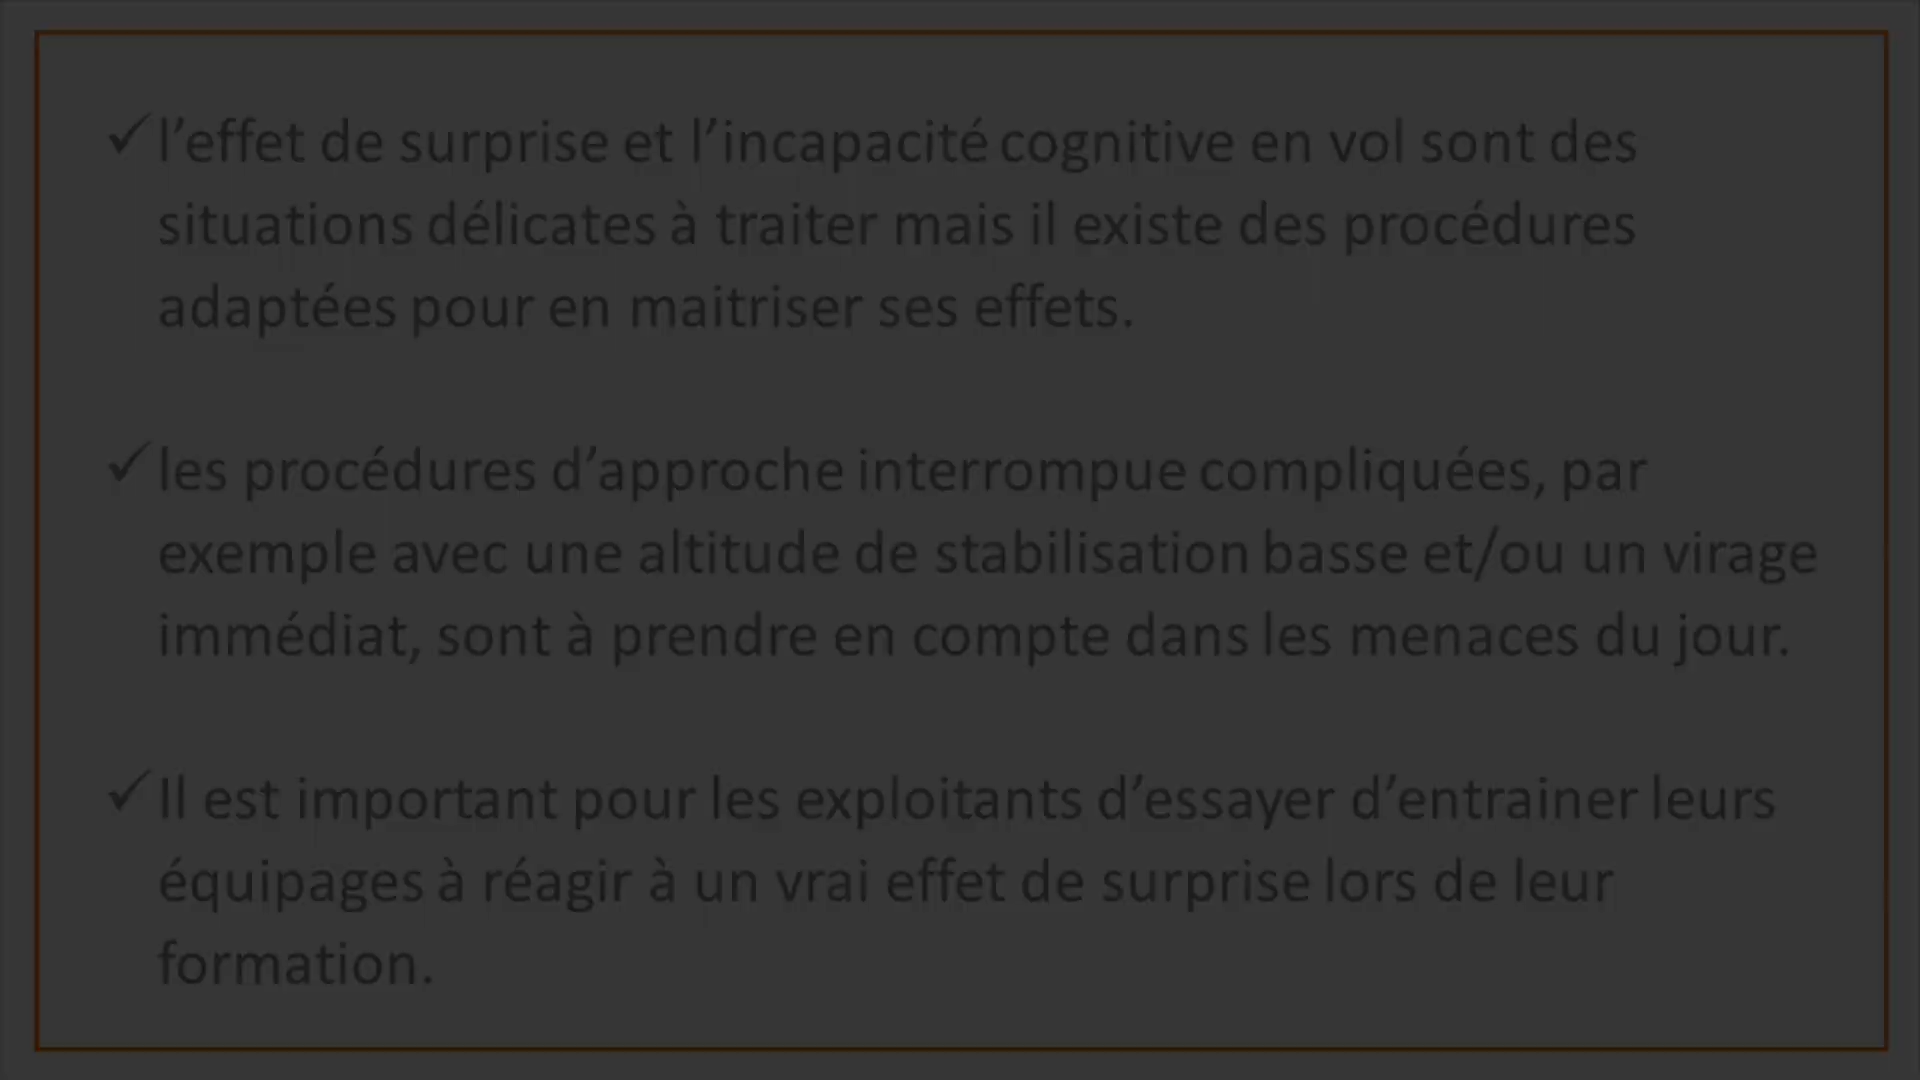 ✓ l’effet de surprise et l’incapacité cognitive en vol sont des
situations délicates à traiter mais il existe des procédures
adaptées pour en maitriser ses effets.
✓ les procédures d’approche interrompue compliquées, par
exemple avec une altitude de stabilisation basse et/ou un virage
immédiat, sont à prendre en compte dans les menaces du jour.
✓ Il est important pour les exploitants d’essayer d’entrainer leurs
équipages à réagir à un vrai effet de surprise lors de leur
formation.